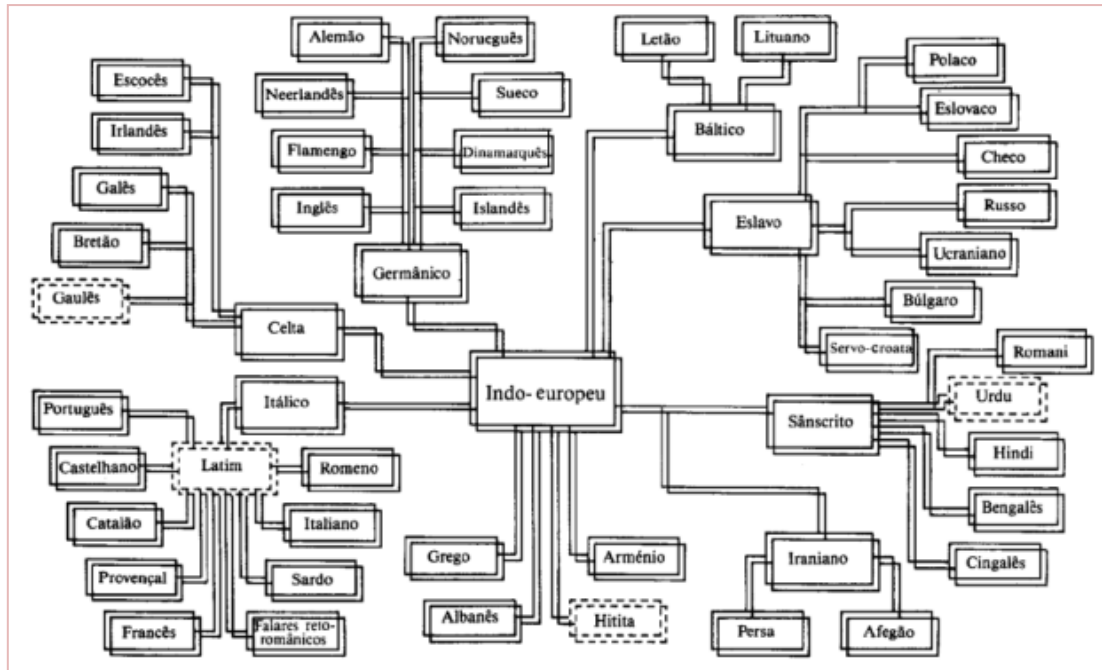 Alemão
Norueguês
Letão
Lituano
Polaco
Escocês
Neerlandês
Sueco
Eslovaco
Irlandês
Báltico
Flamengo
Dinamarquês
Checo
Galês
Inglês
Islandês
Eslavo
Russo
Bretão
Ucraniano
Germânico
Gaulês
Búlgaro
Celta
Servo-croata
Romani
Indo-europeu
Urdu
Português
Itálico
Sânscrito
Hindi
Castelhano
Latim
Romeno
Bengalês
Catalão
Italiano
Grego
Arménio
Iraniano
Cingalês
Provençal
Sardo
Albanês
Hitita
Francês
Falares reto-
românicos
Persa
Afegão